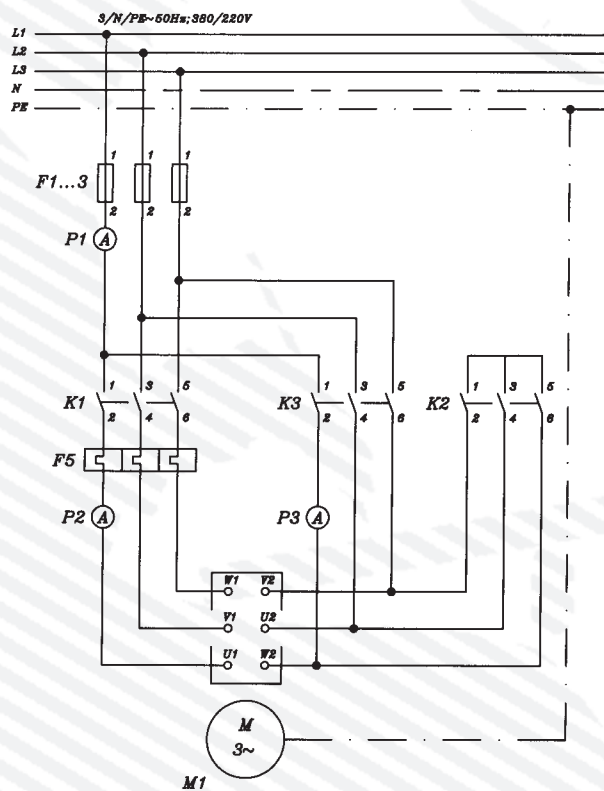 3/N/PE~50Hz;380/220V
L1
L2
L3
N
PE
1 1 1
F1...3
2 2 2
P1 A
1 3 5 1 3 5 1 3 5
K1 K3 K2
2 4 6 2 4 6 2 4 6
F5
P2 A P3 A
W1 V2
V1 U2
U1 W2
M
3~
M1